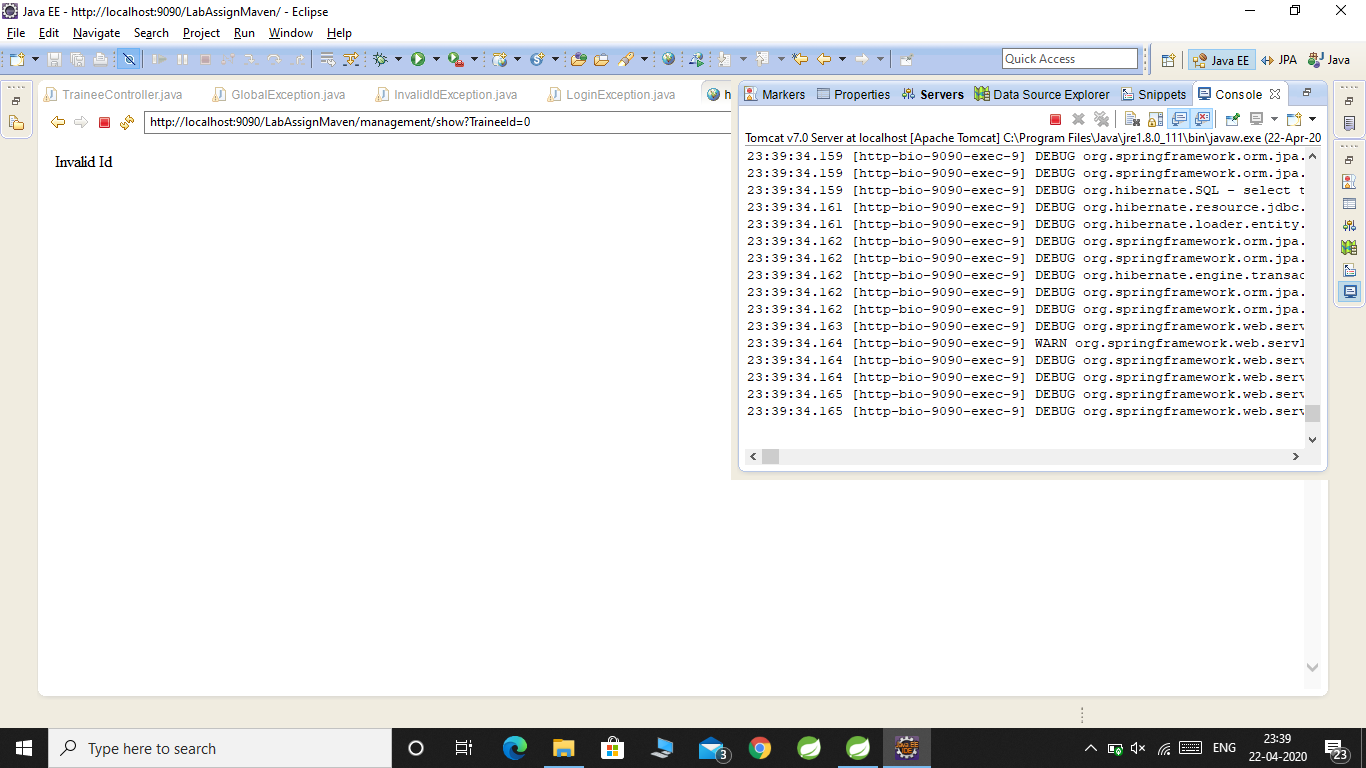 Java EE - http://localhost:9090/LabAssignMaven/ - Eclipse
File Edit Navigate Search Project Run Window Help
Quick Access
Java EE JPA Java
TraineeController.java GlobalException.java InvalidIdException.java LoginException.java h
Markers Properties Servers Data Source Explorer Snippets Console
http://localhost:9090/LabAssignMaven/management/show?TraineeId=0
Tomcat v7.0 Server at localhost [Apache Tomcat] C:\Program Files\Java\jre1.8.0_111\bin\javaw.exe (22-Apr-20
Invalid Id
23:39:34.159 [http-bio-9090-exec-9] DEBUG org.springframework.orm.jpa.
23:39:34.159 [http-bio-9090-exec-9] DEBUG org.springframework.orm.jpa.
23:39:34.159 [http-bio-9090-exec-9] DEBUG org.hibernate.SQL - select t
23:39:34.161 [http-bio-9090-exec-9] DEBUG org.hibernate.resource.jdbc.
23:39:34.161 [http-bio-9090-exec-9] DEBUG org.hibernate.loader.entity.
23:39:34.162 [http-bio-9090-exec-9] DEBUG org.springframework.orm.jpa.
23:39:34.162 [http-bio-9090-exec-9] DEBUG org.springframework.orm.jpa.
23:39:34.162 [http-bio-9090-exec-9] DEBUG org.hibernate.engine.transac
23:39:34.162 [http-bio-9090-exec-9] DEBUG org.springframework.orm.jpa.
23:39:34.162 [http-bio-9090-exec-9] DEBUG org.springframework.orm.jpa.
23:39:34.163 [http-bio-9090-exec-9] DEBUG org.springframework.web.serv
23:39:34.164 [http-bio-9090-exec-9] WARN org.springframework.web.servl
23:39:34.164 [http-bio-9090-exec-9] DEBUG org.springframework.web.serv
23:39:34.164 [http-bio-9090-exec-9] DEBUG org.springframework.web.serv
23:39:34.165 [http-bio-9090-exec-9] DEBUG org.springframework.web.serv
23:39:34.165 [http-bio-9090-exec-9] DEBUG org.springframework.web.serv
Type here to search
3
JAVA EE
IDE
ENG
23:39
22-04-2020
23